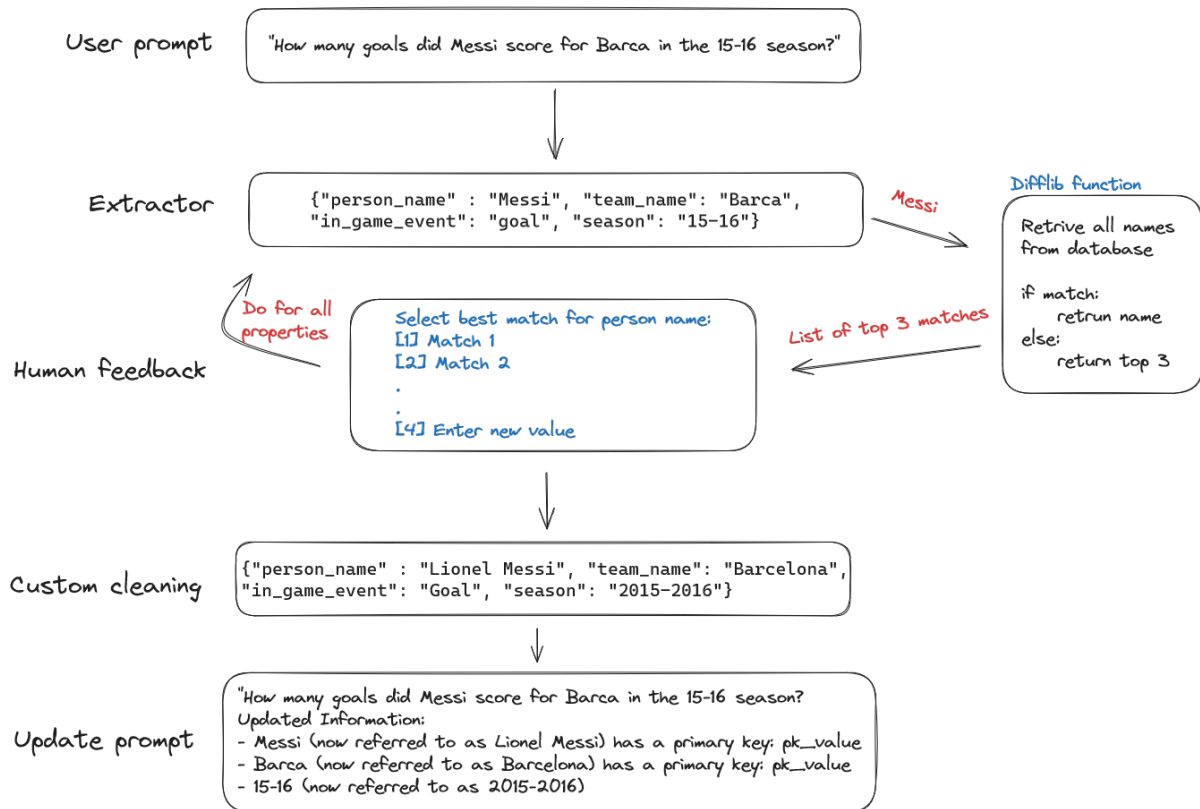 User prompt
"How many goals did Messi score for Barca in the 15-16 season?"
Extractor
{"person_name" : "Messi", "team_name": "Barca",
"in_game_event": "goal", "season": "15-16"}
Messi
Difflib function
Retrive all names
from database
if match:
retrun name
else:
return top 3
List of top 3 matches
Human feedback
Select best match for person name:
[1] Match 1
[2] Match 2
.
.
[4] Enter new value
Do for all
properties
Custom cleaning
{"person_name" : "Lionel Messi", "team_name": "Barcelona",
"in_game_event": "Goal", "season": "2015-2016"}
Update prompt
"How many goals did Messi score for Barca in the 15-16 season?
Updated Information:
- Messi (now referred to as Lionel Messi) has a primary key: pk_value
- Barca (now referred to as Barcelona) has a primary key: pk_value
- 15-16 (now referred to as 2015-2016)